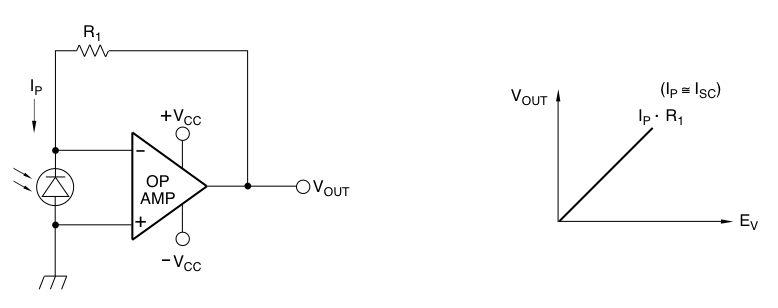 R1
IP
+VCC
−
OP
AMP
+
VOUT
−VCC
VOUT
(IP ≅ ISC)
IP · R1
EV